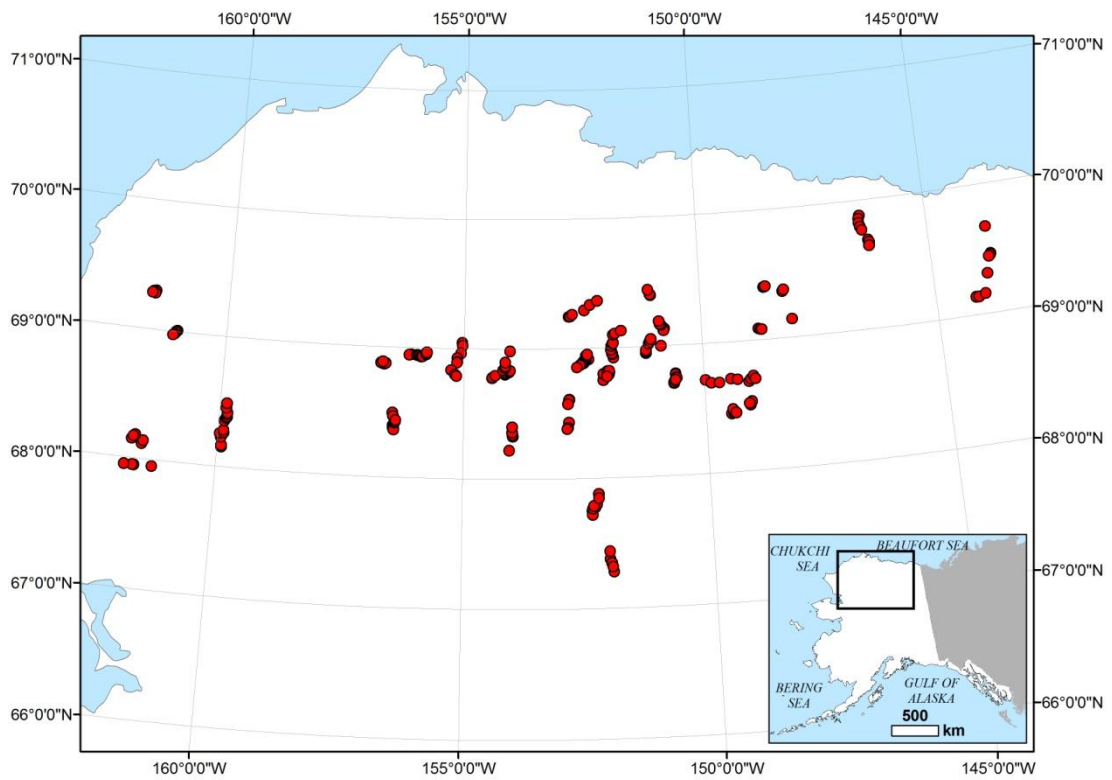 160°0'0"W 155°0'0"W 150°0'0"W 145°0'0"W
71°0'0"N 71°0'0"N
70°0'0"N 70°0'0"N
69°0'0"N 69°0'0"N
68°0'0"N 68°0'0"N
67°0'0"N 67°0'0"N
66°0'0"N 66°0'0"N
CHUKCHI
SEA
BEAUFORT SEA
BERING
SEA
GULF OF
ALASKA
500
km
160°0'0"W 155°0'0"W 150°0'0"W 145°0'0"W